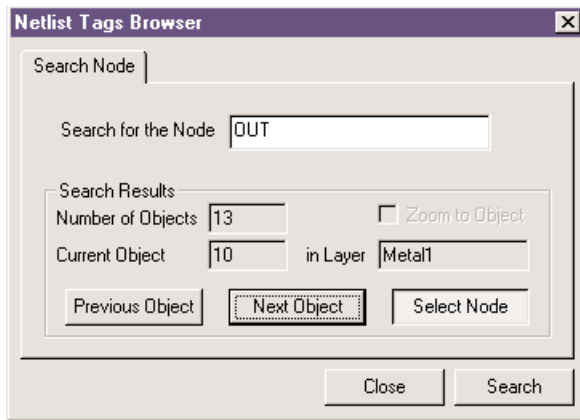 Netlist Tags Browser
Search Node
Search for the Node OUT
Search Results
Number of Objects 13 Zoom to Object
Current Object 10 in Layer Metal1
Previous Object Next Object Select Node
Close Search